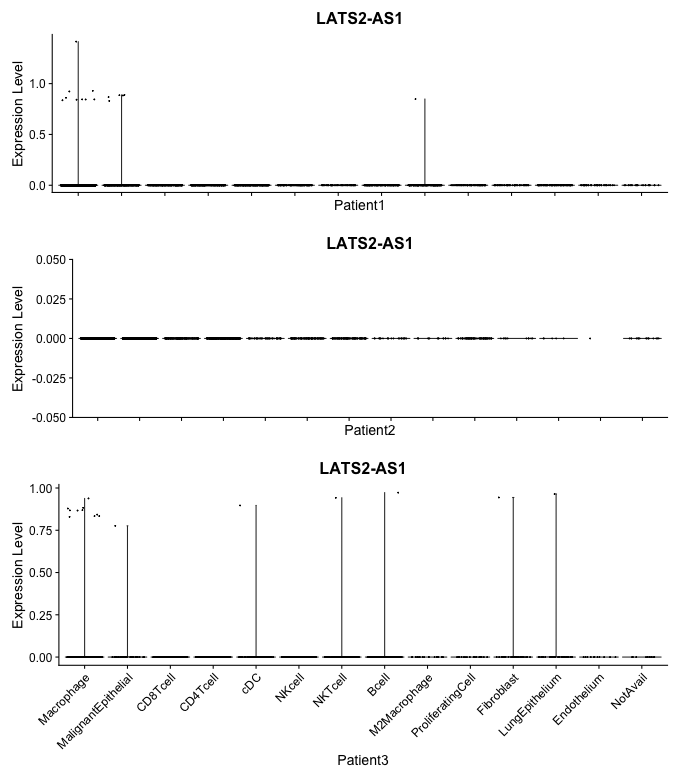 LATS2-AS1
Expression Level
1.0
0.5
0.0
Patient1
LATS2-AS1
Expression Level
0.050
0.025
0.000
-0.025
-0.050
Patient2
LATS2-AS1
Expression Level
1.00
0.75
0.50
0.25
0.00
Macrophage
MalignantEpithelial
CD8Tcell
CD4Tcell
cDC
NKcell
NKTcell
Bcell
M2Macrophage
ProliferatingCell
Fibroblast
LungEpithelium
Endothelium
NotAvail
Patient3